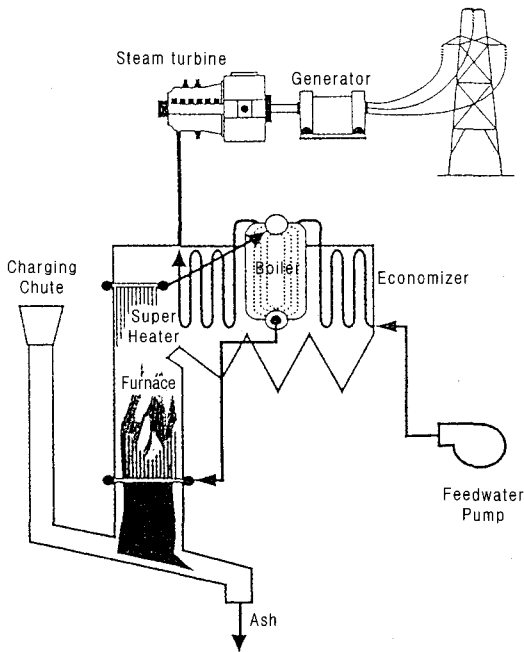 Steam turbine
Generator
Charging
Chute
Boiler
Economizer
Super
Heater
Furnace
Feedwater
Pump
Ash